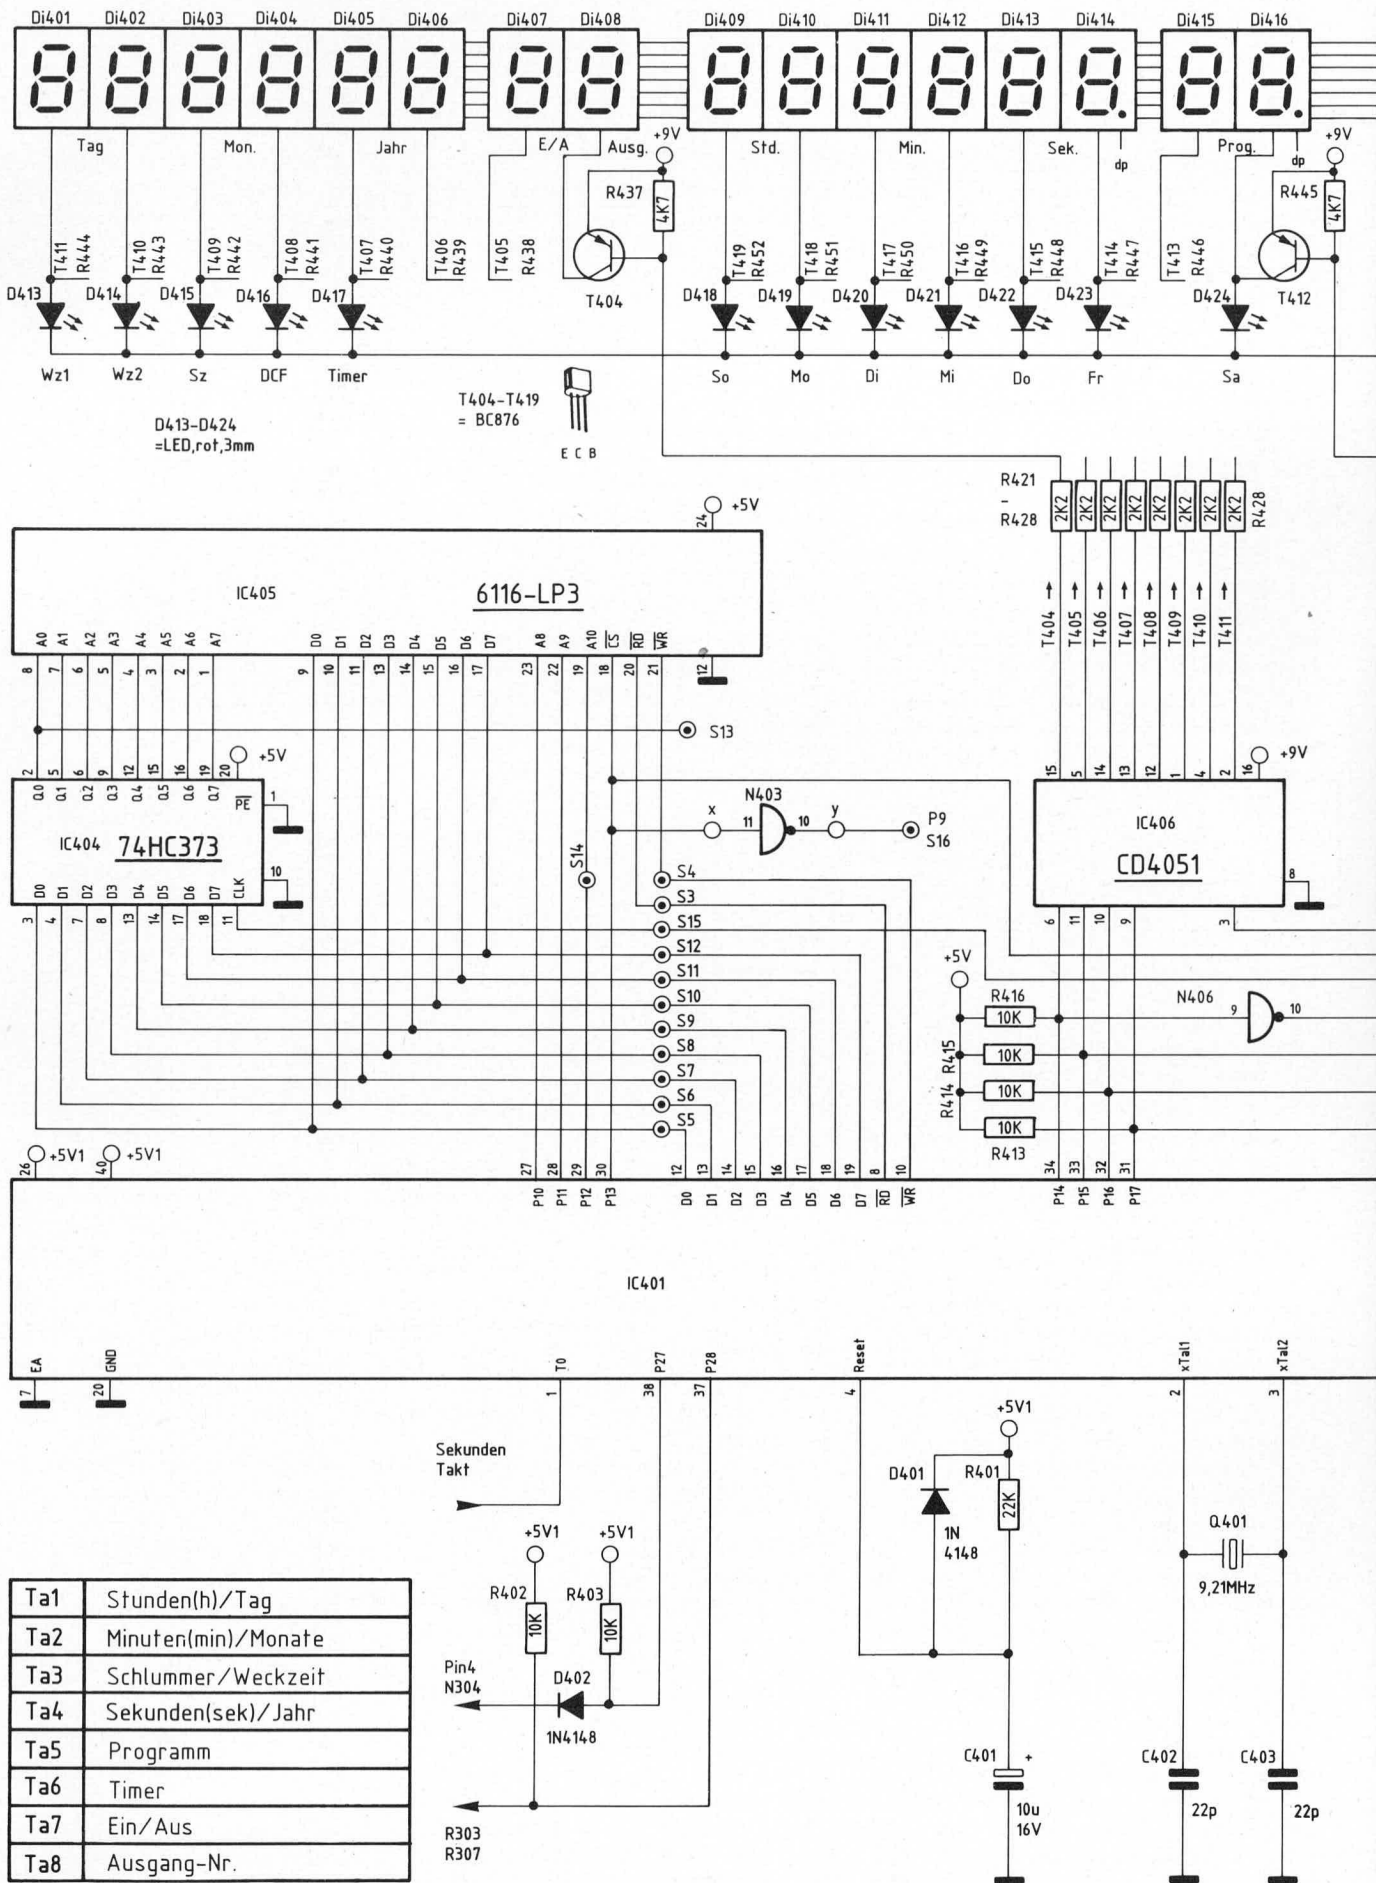 Di401 Di402 Di403 Di404 Di405 Di406 Di407 Di408 Di409 Di410 Di411 Di412 Di413 Di414 Di415 Di416
Tag Mon. Jahr E/A Ausg. +9V Std. Min. Sek. dp Prog. dp +9V
R437 4K7 R445 4K7
T411 R444 T410 R443 T409 R442 T408 R441 T407 R440 T406 R439 T405 R438 T419 R452 T418 R451 T417 R450 T416 R449 T415 R448 T414 R447 T413 R446
D413 D414 D415 D416 D417 T404 D418 D419 D420 D421 D422 D423 D424 T412
Wz1 Wz2 Sz DCF Timer So Mo Di Mi Do Fr Sa
D413-D424
=LED,rot,3mm
T404-T419
= BC876
E C B
R421
-
R428
2K2 2K2 2K2 2K2 2K2 2K2 2K2 2K2 R428
24 +5V
IC405 6116-LP3
T404 T405 T406 T407 T408 T409 T410 T411
A0 A1 A2 A3 A4 A5 A6 A7 D0 D1 D2 D3 D4 D5 D6 D7 A8 A9 A10 CS RD WR D5
8 7 6 5 4 3 2 1 9 10 11 13 14 15 16 17 23 22 19 18 20 21 12
S13
2 5 6 9 12 15 16 19 20 +5V
15 5 14 13 12 1 4 2 16 +9V
Q0 Q1 Q2 Q3 Q4 Q5 Q6 Q7 PE 1
IC404 74HC373
10
D0 D1 D2 D3 D4 D5 D6 D7 CLK
3 4 7 8 13 14 17 18 11
x N403 11 10 y P9
S16
S14
IC406
CD4051
8
6 11 10 9 3
S4
S3
S15
S12
S11
S10
S9
S8
S7
S6
S5
+5V
R416 10K N406 9 10
R415 10K
R414 10K
10K
R413
26 +5V1 40 +5V1
27 28 29 30 12 13 14 15 16 17 18 19 8 10 34 33 32 31
P10 P11 P12 P13 D0 D1 D2 D3 D4 D5 D6 D7 RD WR P14 P15 P16 P17
IC401
EA GND T0 P27 P28 Reset xTal1 xTal2
7 20 1 38 37 4 2 3
Sekunden
Takt
+5V1 +5V1
R402 10K R403 10K
Pin4
N304
D402
1N4148
R303
R307
+5V1
D401 R401
22K
1N
4148
C401 +
10u
16V
Q401
9,21MHz
C402 22p
C403 22p
Ta1 Stunden(h)/Tag
Ta2 Minuten(min)/Monate
Ta3 Schlummer/Weckzeit
Ta4 Sekunden(sek)/Jahr
Ta5 Programm
Ta6 Timer
Ta7 Ein/Aus
Ta8 Ausgang-Nr.